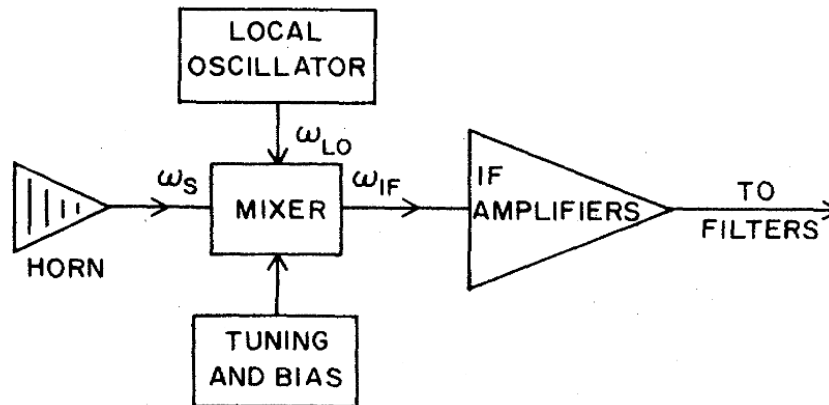 LOCAL
OSCILLATOR
ω_LO
ω_S
ω_IF
MIXER
IF
AMPLIFIERS
TO
FILTERS
HORN
TUNING
AND BIAS